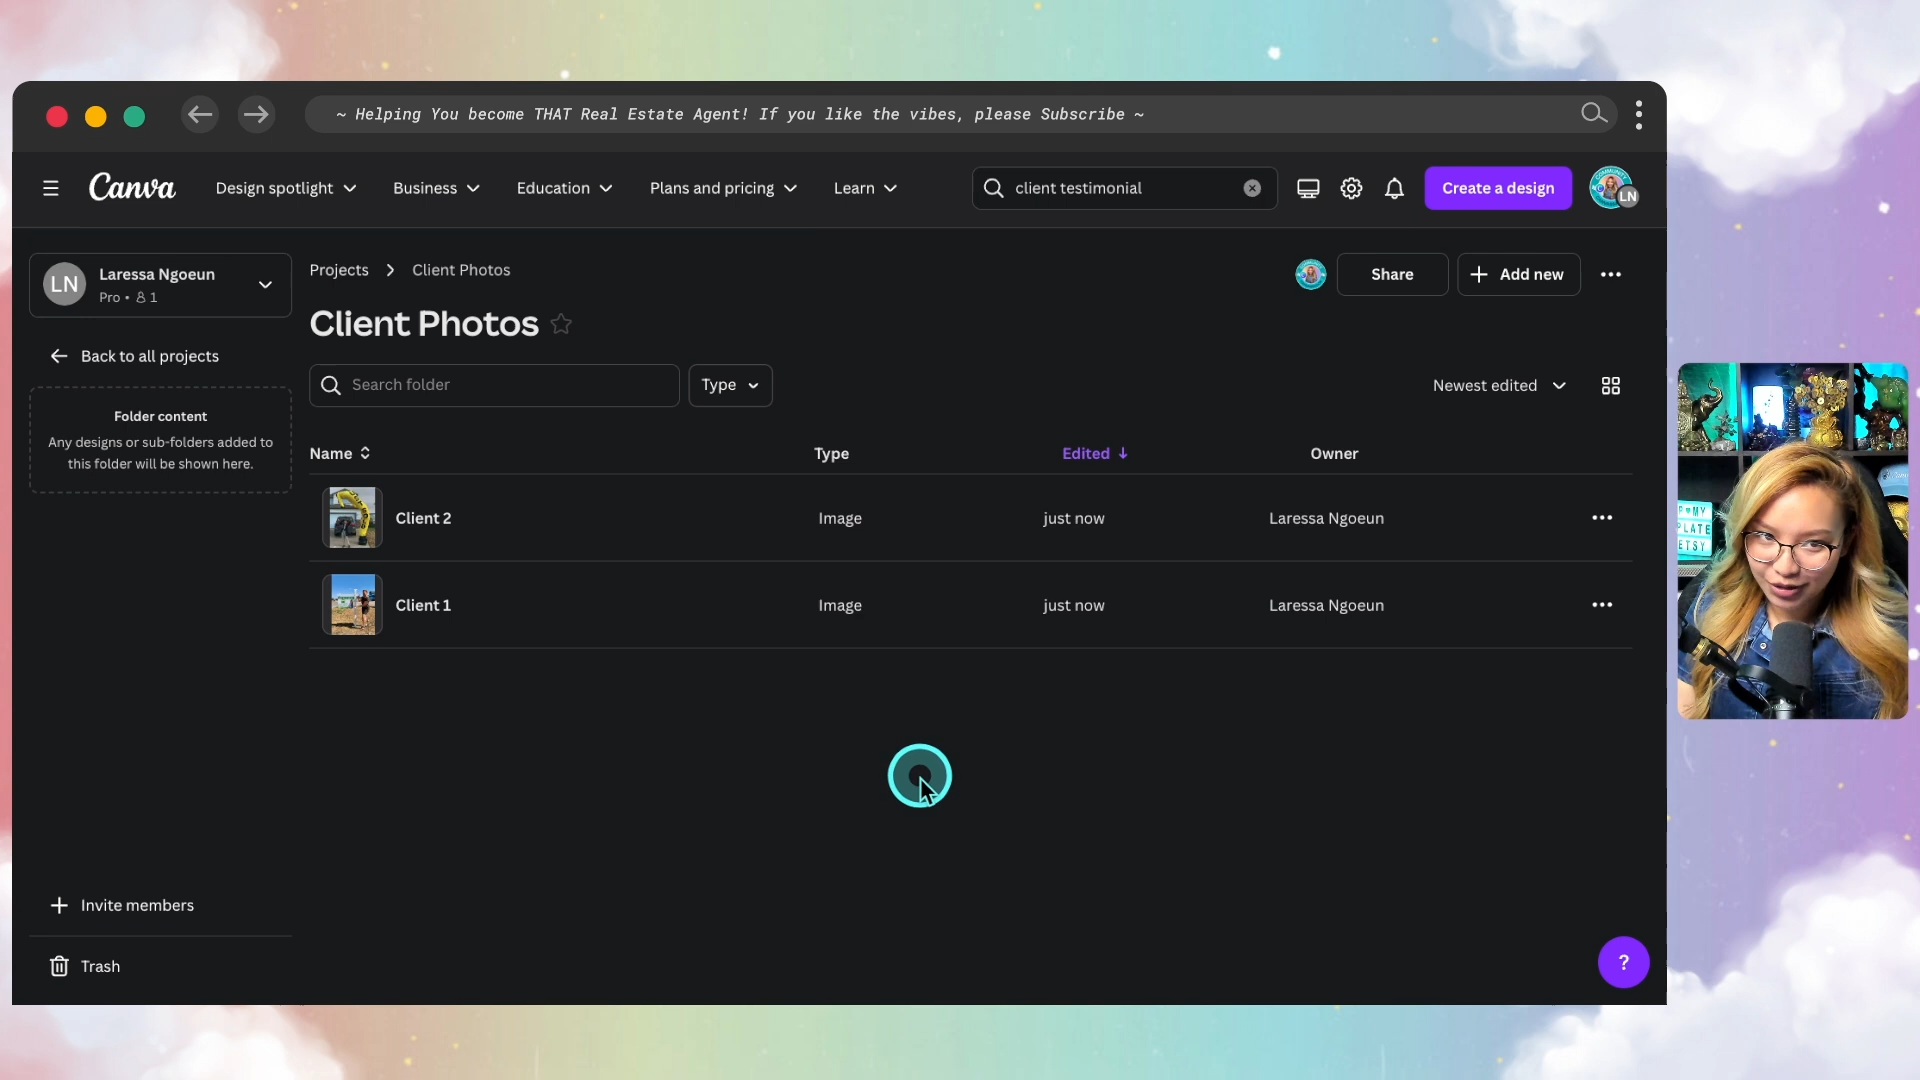 ~ Helping You become THAT Real Estate Agent! If you like the vibes, please Subscribe ~
Canva
Design spotlight
Business
Education
Plans and pricing
Learn
client testimonial
Create a design
LN
LN
Laressa Ngoeun
Pro • 1
Projects
Client Photos
Share
Add new
Client Photos
Back to all projects
Search folder
Type
Newest edited
Folder content
Any designs or sub-folders added to
this folder will be shown here.
Name
Type
Edited
Owner
Client 2
Image
just now
Laressa Ngoeun
Client 1
Image
just now
Laressa Ngoeun
Invite members
Trash
?
MY
PLATE
ETSY